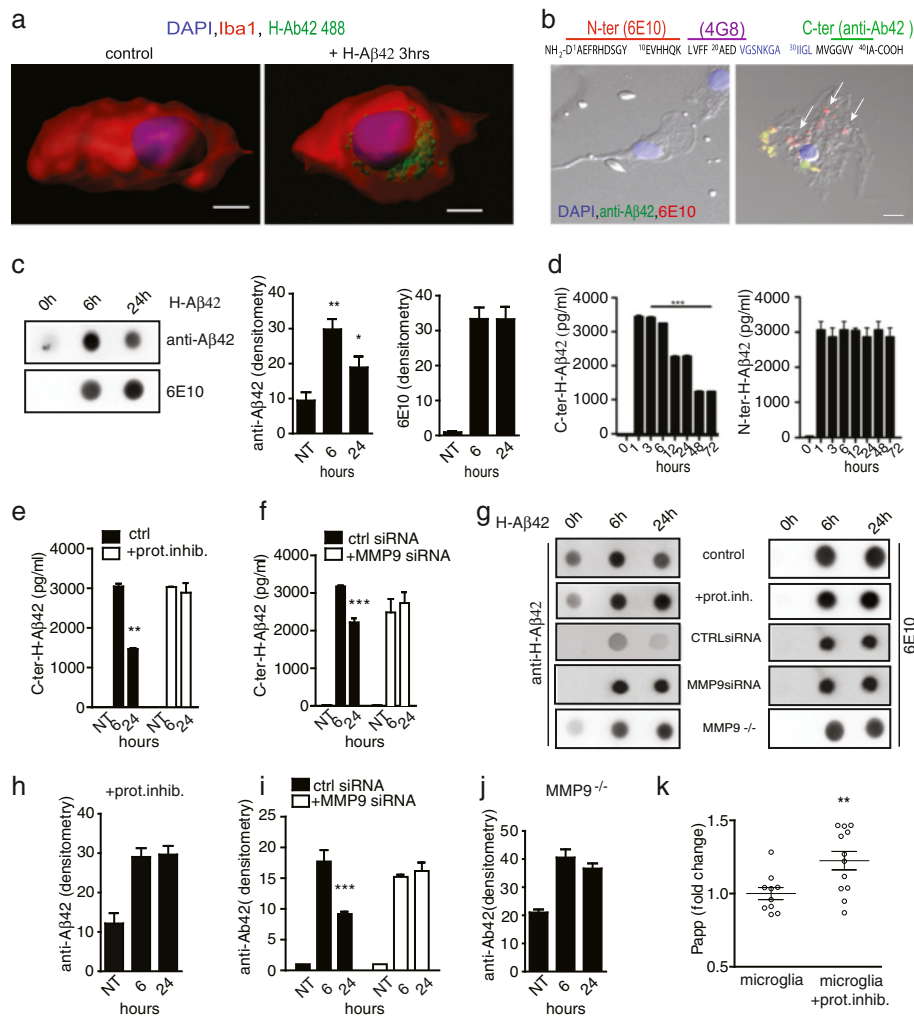 a
DAPI,Iba1, H-Ab42 488
control
+ H-Aβ42 3hrs
b
N-ter (6E10) (4G8) C-ter (anti-Ab42 )
NH2-D1AEFRHDSGY 10EVHHQK LVFF 20AED VGSNKGA 30IIGL MVGGVV 40IA-COOH
DAPI,anti-Aβ42,6E10
c
0h 6h 24h H-Aβ42
anti-Aβ42
6E10
anti-Aβ42 (densitometry)
40
30
20
10
0
**
*
NT 6 24
hours
6E10 (densitometry)
40
30
20
10
0
NT 6 24
hours
d
C-ter-H-Aβ42 (pg/ml)
4000
3000
2000
1000
0
***
0 1 3 6 12 24 48 72
hours
N-ter-H-Aβ42 (pg/ml)
4000
3000
2000
1000
0
0 1 3 6 12 24 48 72
hours
e
ctrl
+prot.inhib.
C-ter-H-Aβ42 (pg/ml)
4000
3000
2000
1000
0
**
NT 6 24 NT 6 24
hours
f
ctrl siRNA
+MMP9 siRNA
C-ter-H-Aβ42 (pg/ml)
4000
3000
2000
1000
0
***
NT 6 24 NT 6 24
hours
g
H-Aβ42 0h 6h 24h
0h 6h 24h
anti-H-Aβ42
control
+prot.inh.
CTRLsiRNA
MMP9siRNA
MMP9 -/-
6E10
h
+prot.inhib.
anti-Aβ42 (densitometry)
40
30
20
10
0
NT 6 24
hours
i
ctrl siRNA
+MMP9 siRNA
anti-Ab42( densitometry)
25
20
15
10
5
0
***
NT 6 24 NT 6 24
hours
j
MMP9 -/-
anti-Ab42(densitometry)
50
40
30
20
10
0
NT 6 24
hours
k
Papp (fold change)
1.5
1.0
0.5
**
microglia
microglia
+prot.inhib.